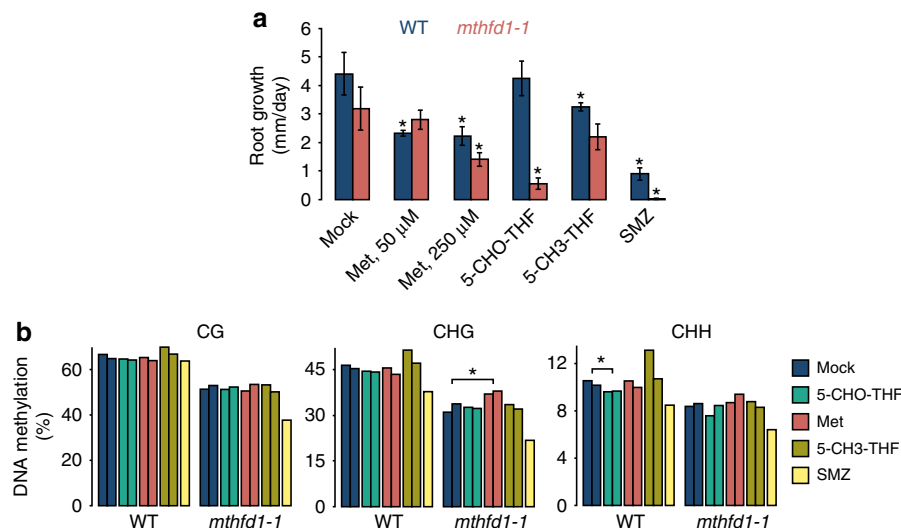 a
WT mthfd1-1
Root growth
(mm/day)
6
5
4
3
2
1
0
* * * * * * *
Mock
Met, 50 μM
Met, 250 μM
5-CHO-THF
5-CH3-THF
SMZ
b
CG
CHG
CHH
DNA methylation
(%)
60
40
20
0
WT mthfd1-1
45
30
15
0
*
WT mthfd1-1
12
8
4
0
*
WT mthfd1-1
Mock
5-CHO-THF
Met
5-CH3-THF
SMZ